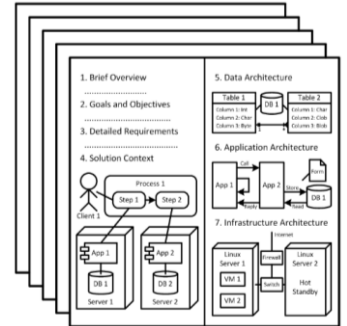 1. Brief Overview
2. Goals and Objectives
3. Detailed Requirements
4. Solution Context
Process 1
Step 1
Step 2
Client 1
App 1
App 2
DB 1
DB 2
Server 1
Server 2
5. Data Architecture
Table 1
Table 2
DB 1
Column 1: Int
Column 2: Char
Column 3: Byte
Column 1: Char
Column 2: Clob
Column 3: Blob
6. Application Architecture
Call
Form
App 1
App 2
Store
Reply
Read
DB 1
7. Infrastructure Architecture
Internet
Linux
Server 1
Firewall
Linux
Server 2
VM 1
Switch
Hot
Standby
VM 2